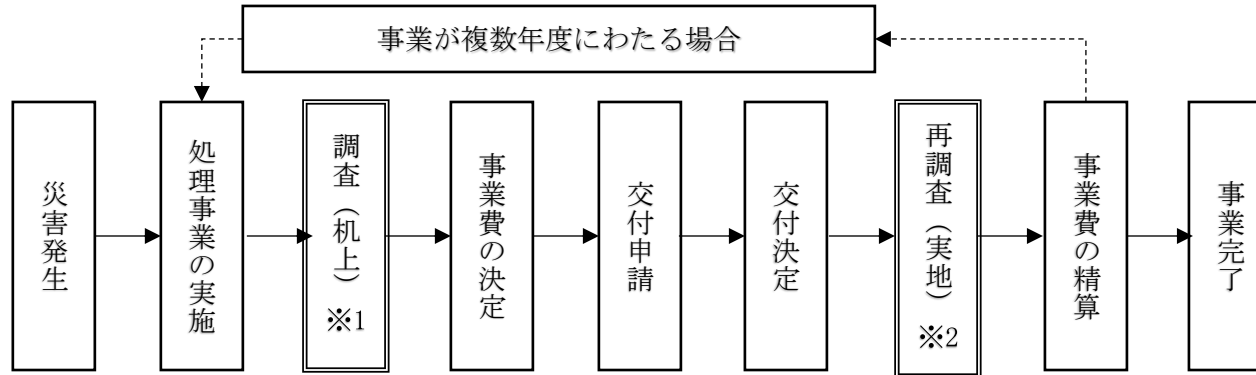 事業が複数年度にわたる場合
災害発生
処理事業の実施
調査（机上）※1
事業費の決定
交付申請
交付決定
再調査（実地）※2
事業費の精算
事業完了